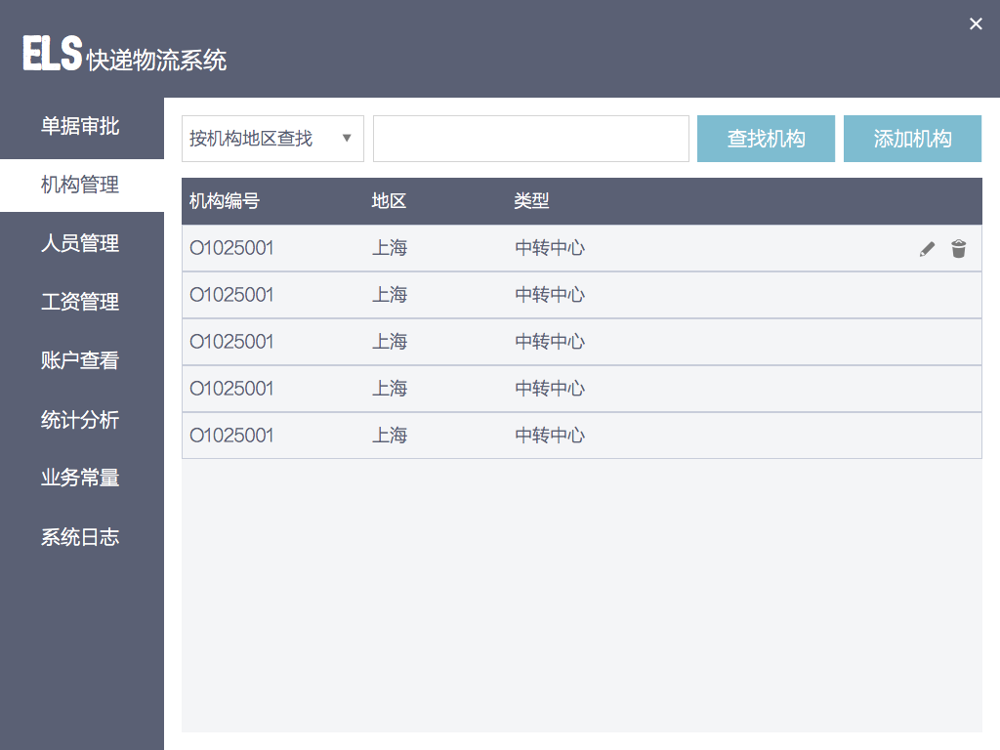 ELS 快递物流系统
单据审批
机构管理
人员管理
工资管理
账户查看
统计分析
业务常量
系统日志
按机构地区查找
查找机构
添加机构
机构编号 地区 类型
O1025001 上海 中转中心
O1025001 上海 中转中心
O1025001 上海 中转中心
O1025001 上海 中转中心
O1025001 上海 中转中心